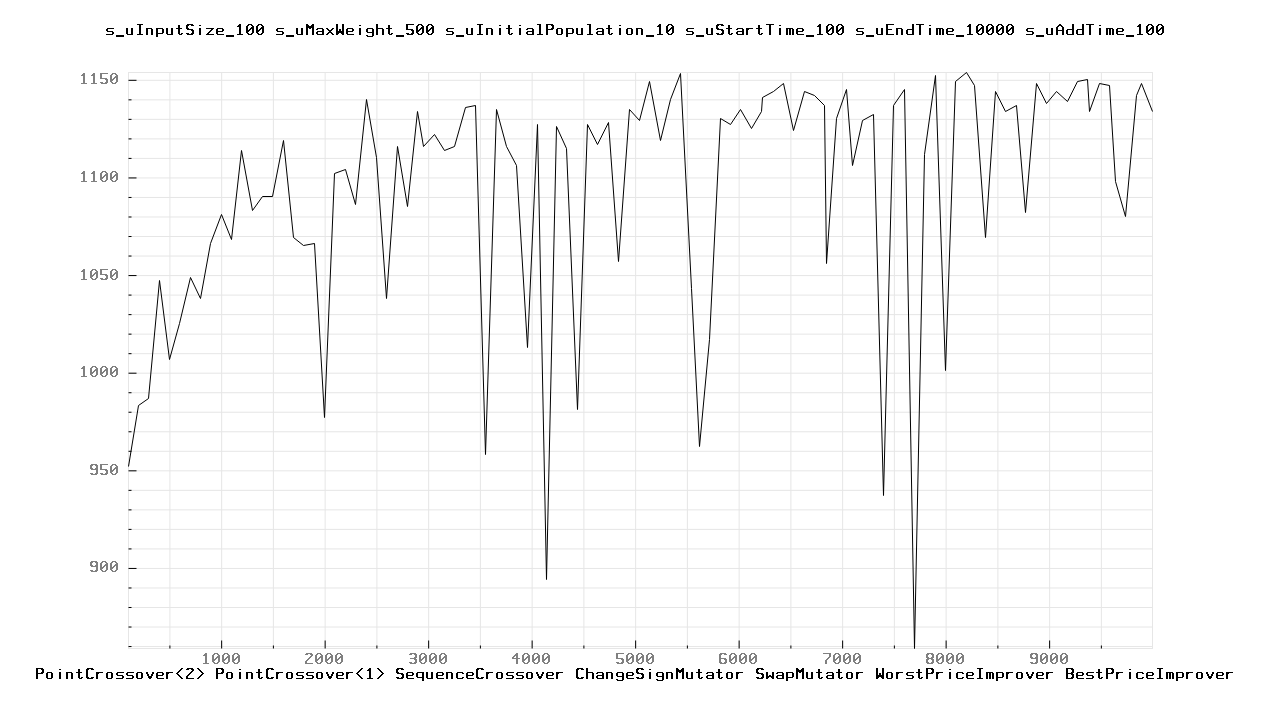 s_uInputSize_100 s_uMaxWeight_500 s_uInitialPopulation_10 s_uStartTime_100 s_uEndTime_10000 s_uAddTime_100
1150
1100
1050
1000
950
900
1000 2000 3000 4000 5000 6000 7000 8000 9000
PointCrossover<2> PointCrossover<1> SequenceCrossover ChangeSignMutator SwapMutator WorstPriceImprover BestPriceImprover